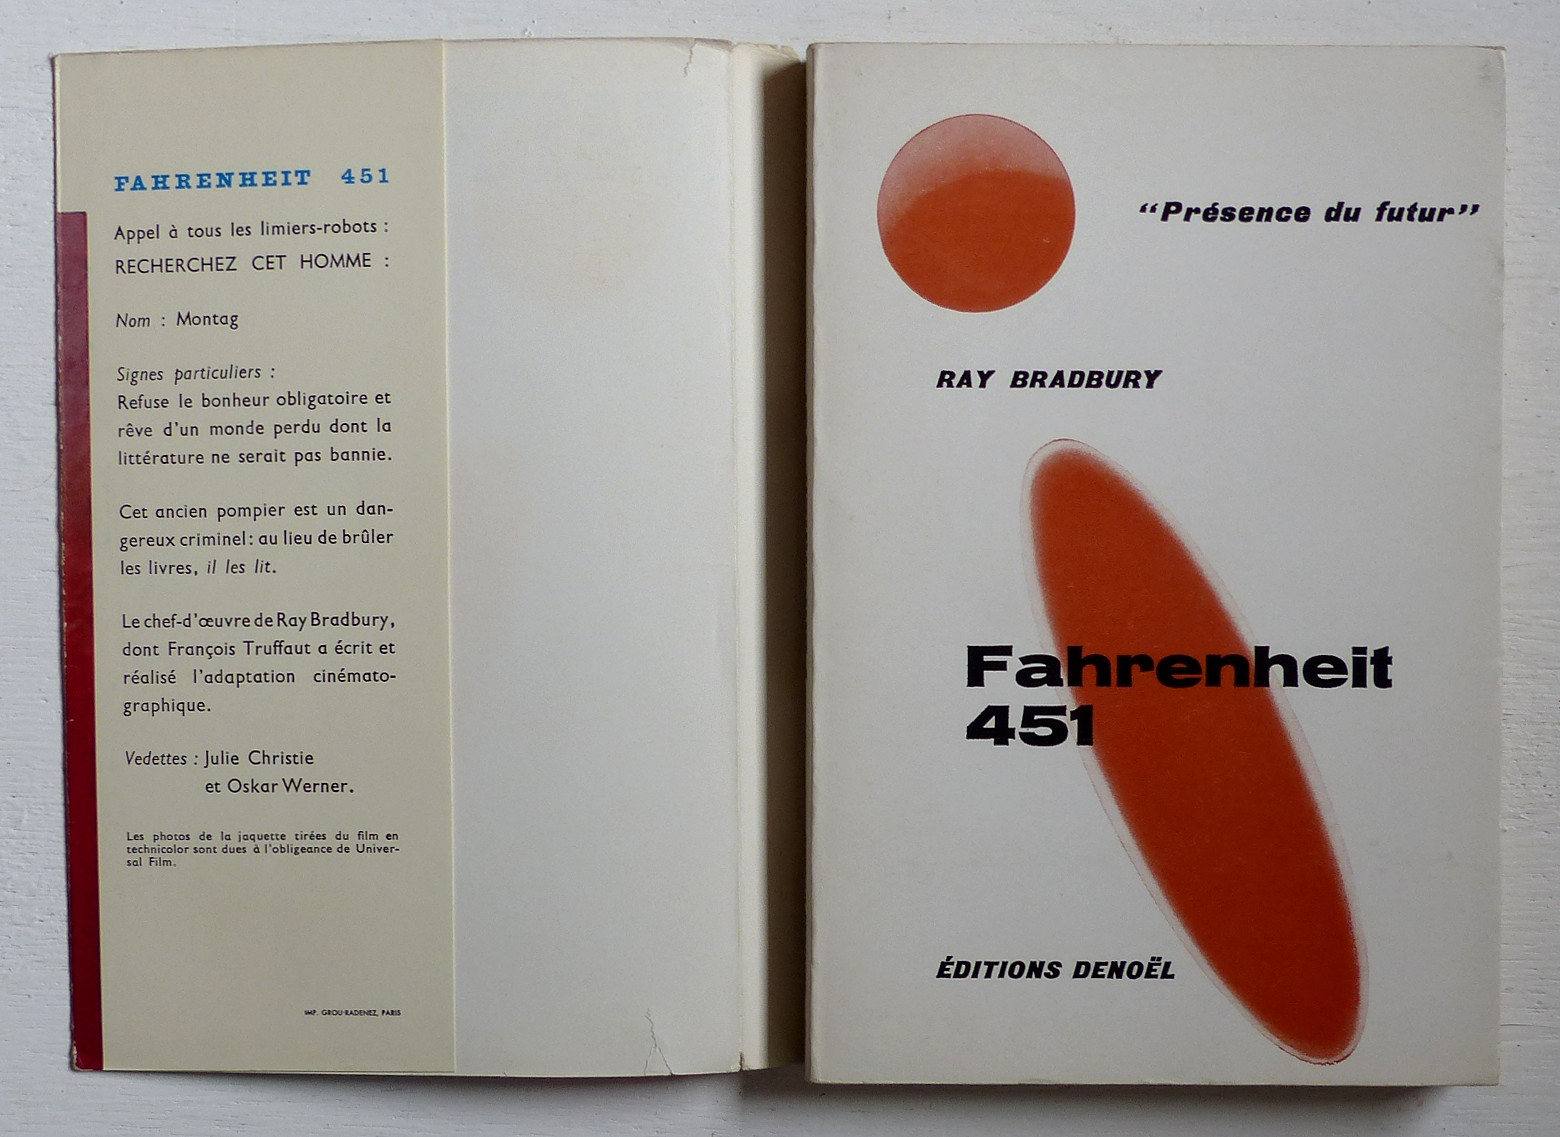 FAHRENHEIT 451
Appel à tous les limiers-robots :
RECHERCHEZ CET HOMME :
Nom : Montag
Signes particuliers :
Refuse le bonheur obligatoire et
rêve d'un monde perdu dont la
littérature ne serait pas bannie.
Cet ancien pompier est un dan-
gereux criminel : au lieu de brûler
les livres, il les lit.
Le chef-d'œuvre de Ray Bradbury,
dont François Truffaut a écrit et
réalisé l'adaptation cinémato-
graphique.
Vedettes : Julie Christie
et Oskar Werner.
Les photos de la jaquette tirées du film en
technicolor sont dues à l'obligeance de Univer-
sal Film.
IMP. GROU-RADENEZ, PARIS
“Présence du futur”
RAY BRADBURY
Fahrenheit
451
ÉDITIONS DENOËL